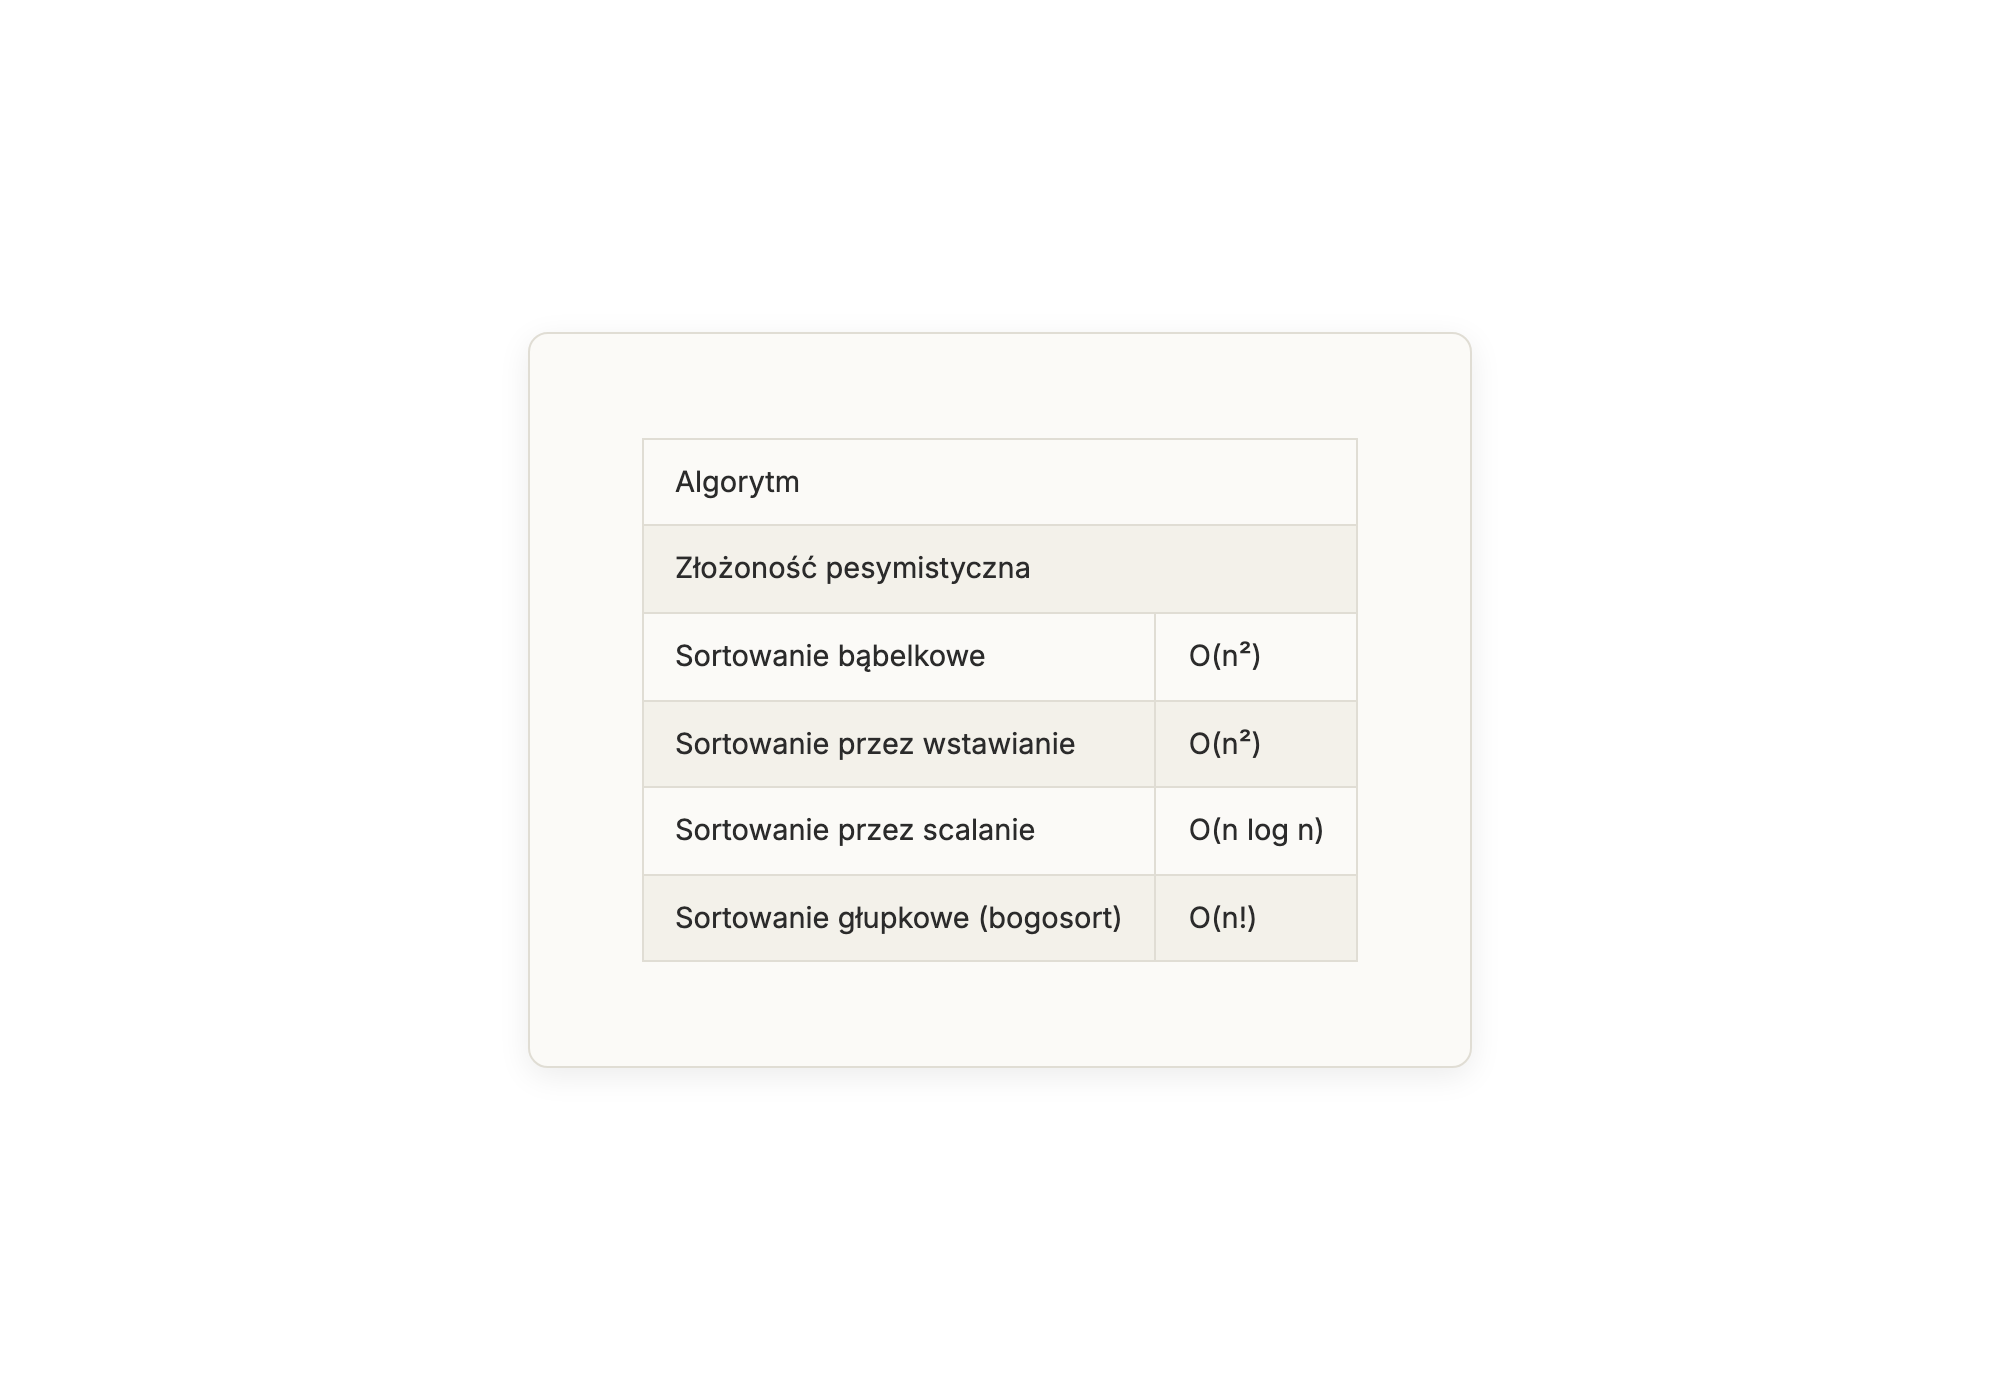 Algorytm
Złożoność pesymistyczna
Sortowanie bąbelkowe O(n²)
Sortowanie przez wstawianie O(n²)
Sortowanie przez scalanie O(n log n)
Sortowanie głupkowe (bogosort) O(n!)